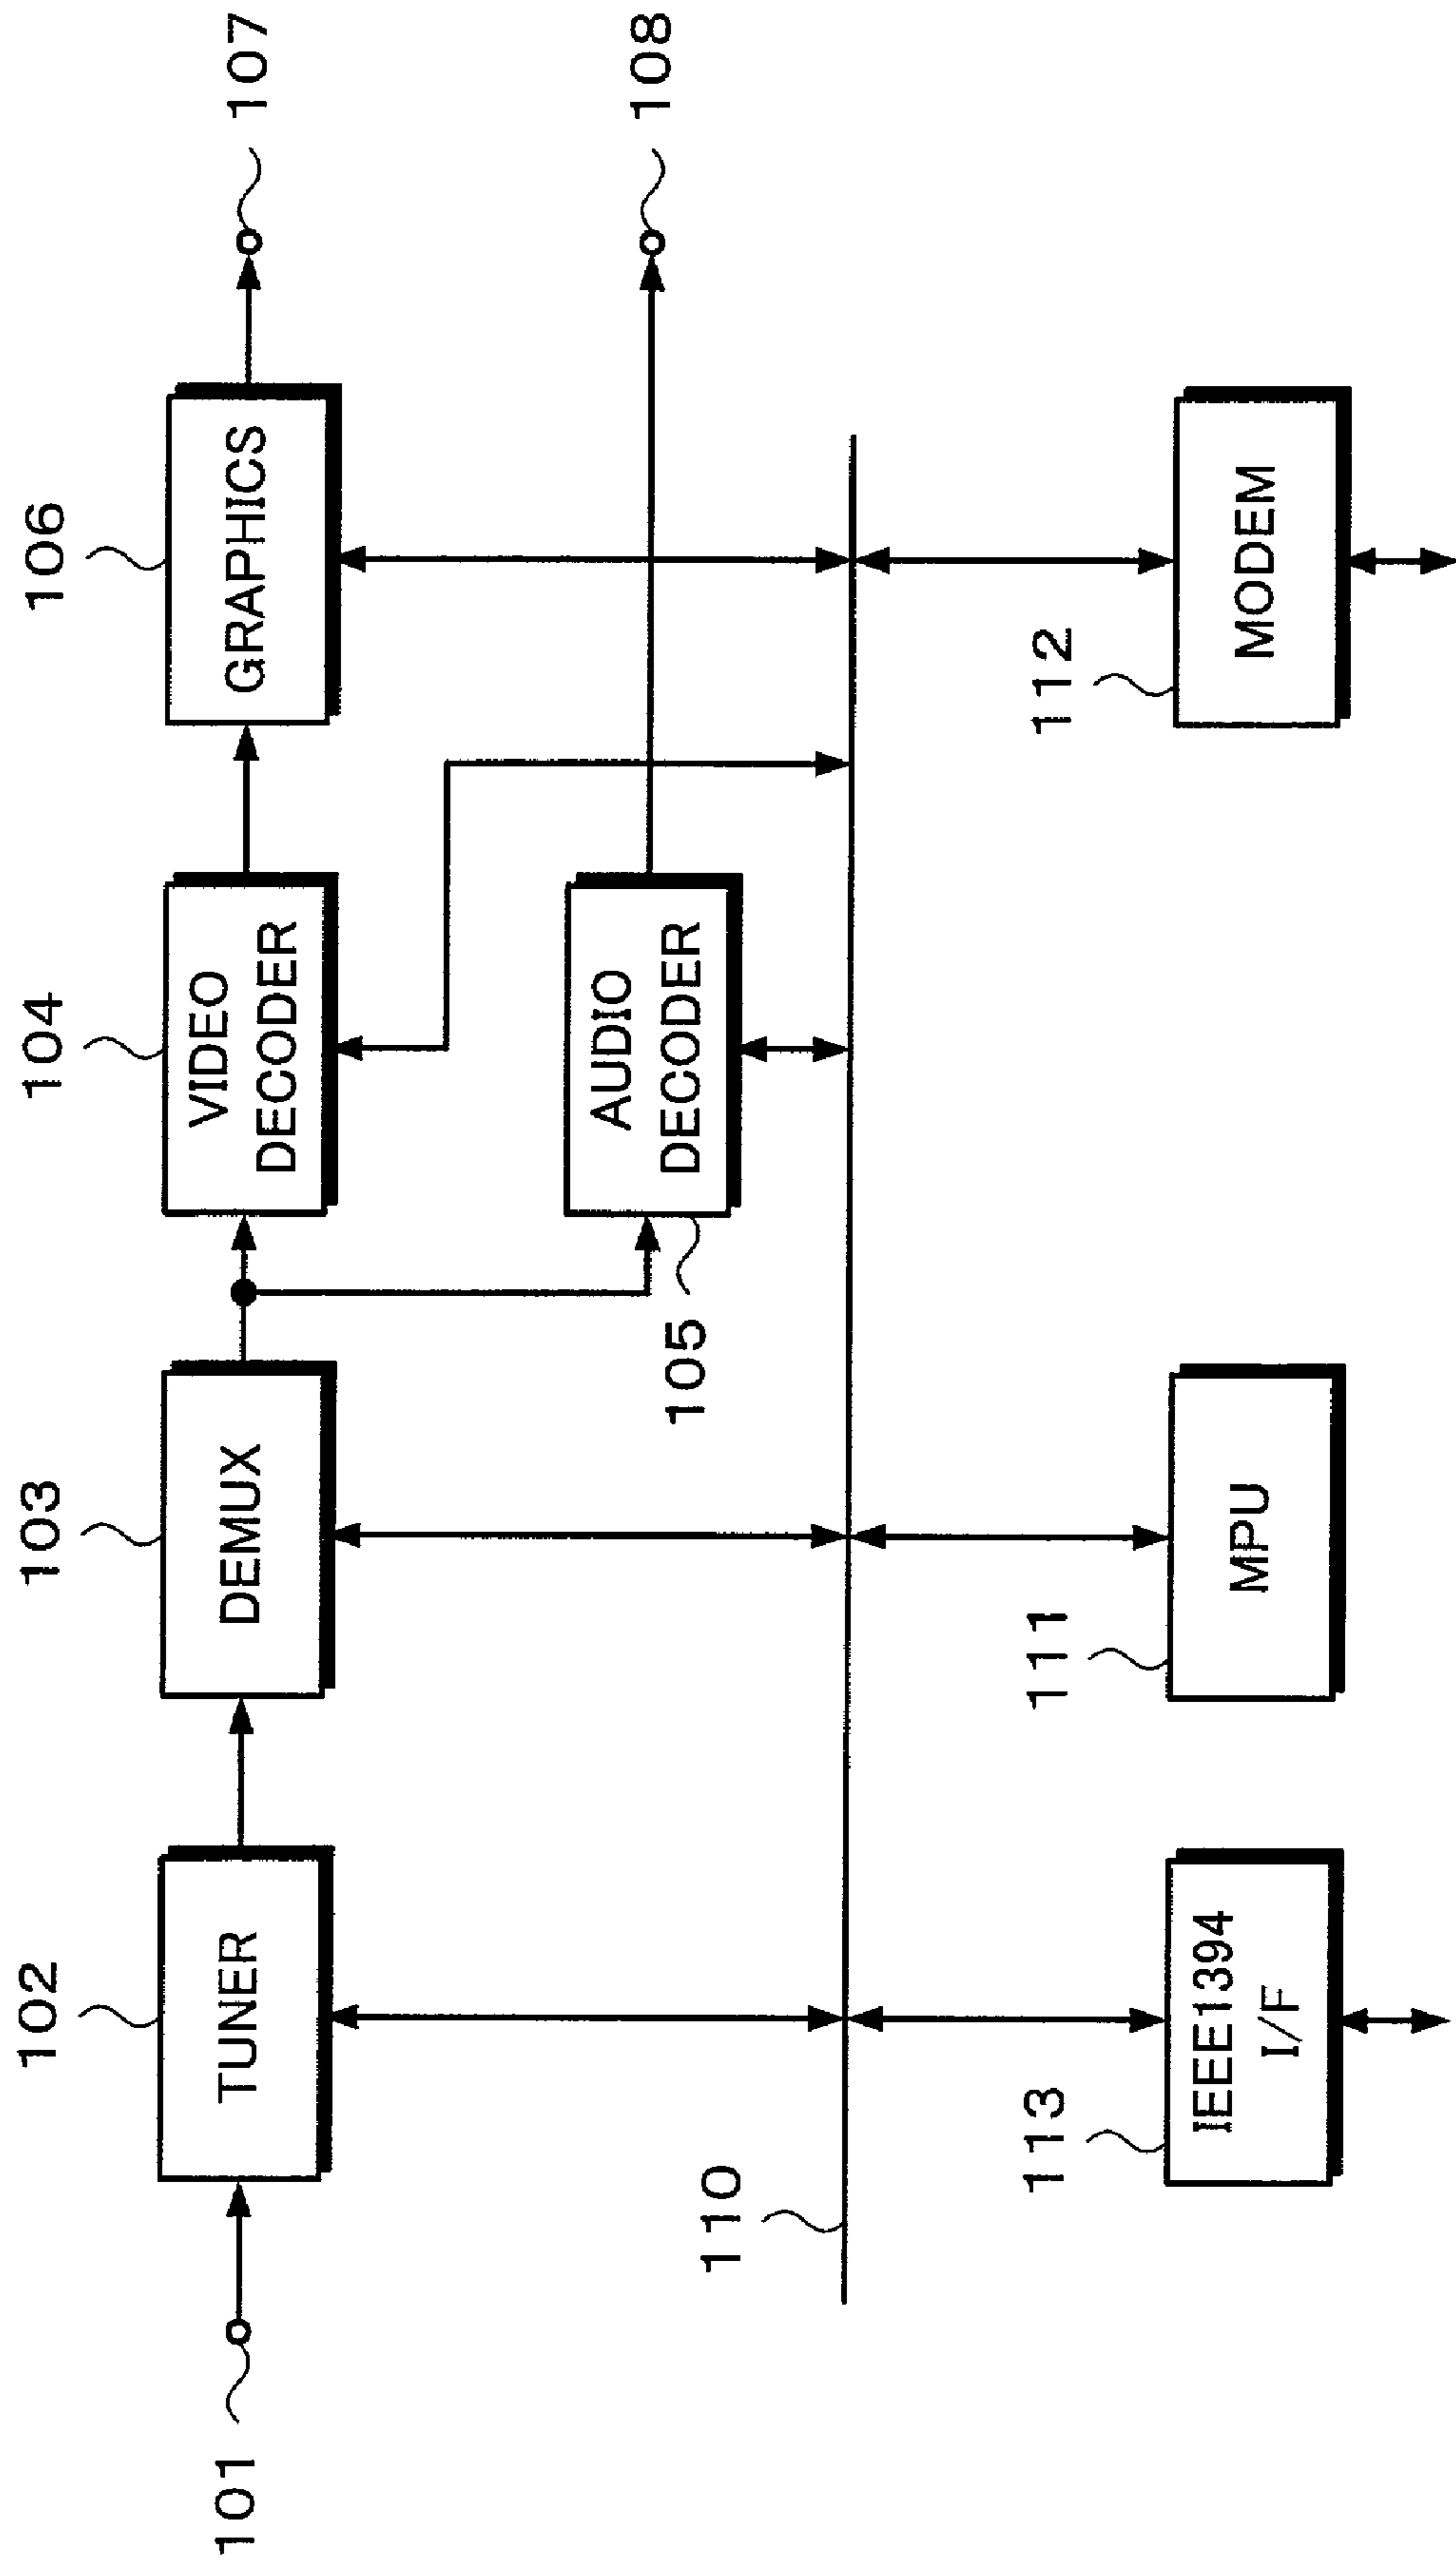 101
102
TUNER
103
DEMUX
104
VIDEO
DECODER
106
GRAPHICS
107
105
AUDIO
DECODER
108
110
113
IEEE1394
I/F
111
MPU
112
MODEM